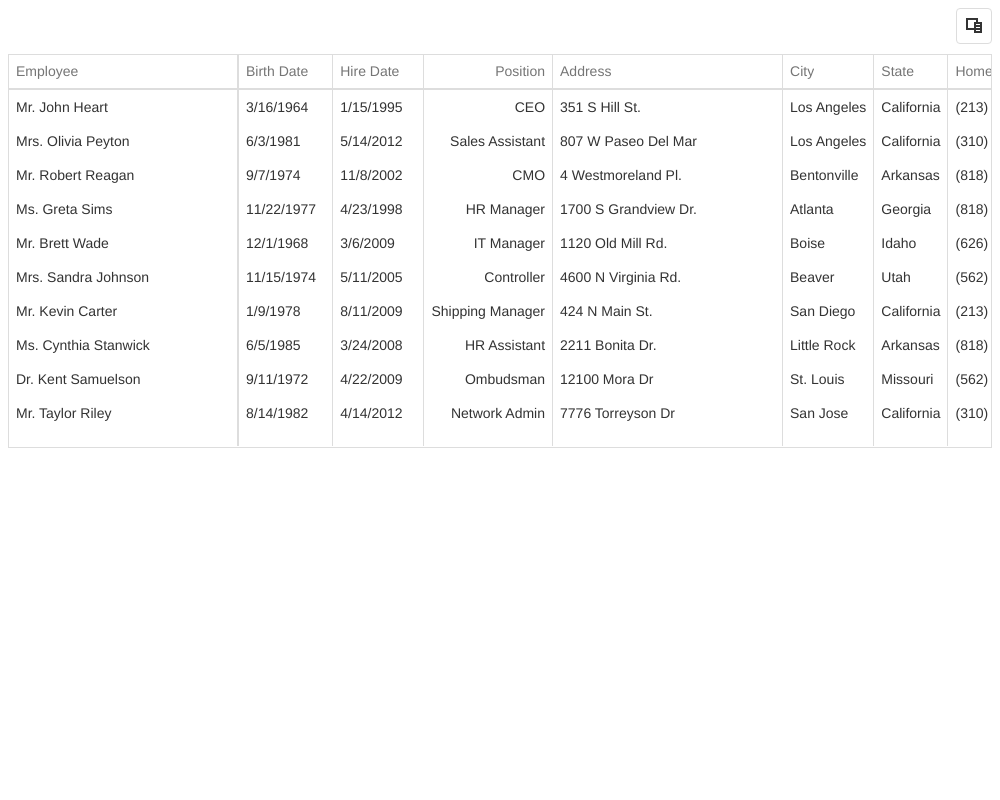 Employee Birth Date Hire Date Position Address City State Home
Mr. John Heart 3/16/1964 1/15/1995 CEO 351 S Hill St. Los Angeles California (213)
Mrs. Olivia Peyton 6/3/1981 5/14/2012 Sales Assistant 807 W Paseo Del Mar Los Angeles California (310)
Mr. Robert Reagan 9/7/1974 11/8/2002 CMO 4 Westmoreland Pl. Bentonville Arkansas (818)
Ms. Greta Sims 11/22/1977 4/23/1998 HR Manager 1700 S Grandview Dr. Atlanta Georgia (818)
Mr. Brett Wade 12/1/1968 3/6/2009 IT Manager 1120 Old Mill Rd. Boise Idaho (626)
Mrs. Sandra Johnson 11/15/1974 5/11/2005 Controller 4600 N Virginia Rd. Beaver Utah (562)
Mr. Kevin Carter 1/9/1978 8/11/2009 Shipping Manager 424 N Main St. San Diego California (213)
Ms. Cynthia Stanwick 6/5/1985 3/24/2008 HR Assistant 2211 Bonita Dr. Little Rock Arkansas (818)
Dr. Kent Samuelson 9/11/1972 4/22/2009 Ombudsman 12100 Mora Dr St. Louis Missouri (562)
Mr. Taylor Riley 8/14/1982 4/14/2012 Network Admin 7776 Torreyson Dr San Jose California (310)